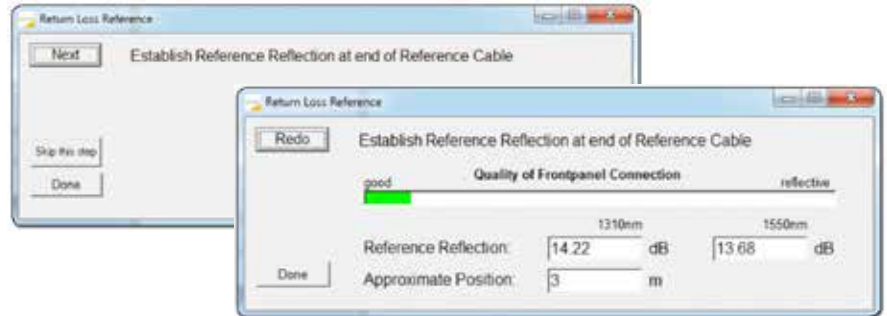 Return Loss Reference
Next Establish Reference Reflection at end of Reference Cable
Skip this step
Done
Return Loss Reference
Redo Establish Reference Reflection at end of Reference Cable
Quality of Frontpanel Connection
good reflective
1310nm 1550nm
Reference Reflection: 14.22 dB 13.68 dB
Done Approximate Position: 3 m